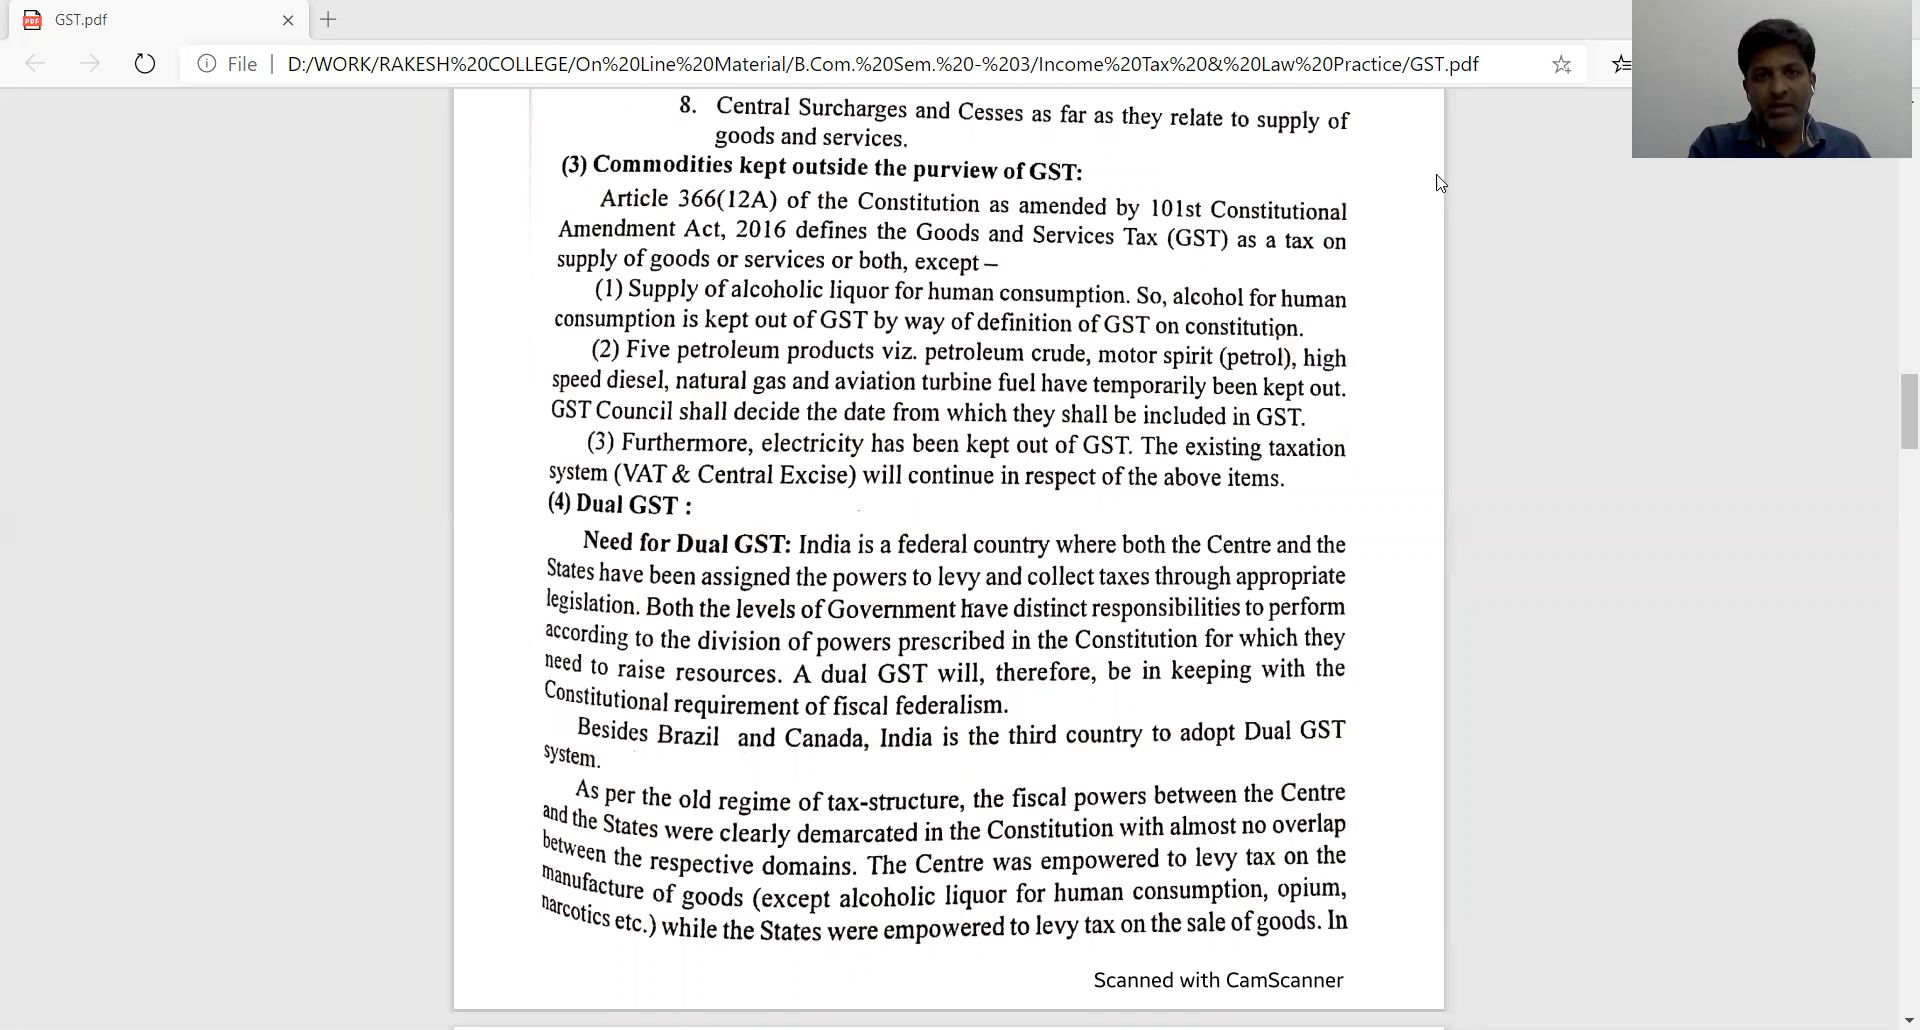 GST.pdf
File
D:/WORK/RAKESH%20COLLEGE/On%20Line%20Material/B.Com.%20Sem.%20-%203/Income%20Tax%20&%20Law%20Practice/GST.pdf
8. Central Surcharges and Cesses as far as they relate to supply of
goods and services.
(3) Commodities kept outside the purview of GST:
Article 366(12A) of the Constitution as amended by 101st Constitutional
Amendment Act, 2016 defines the Goods and Services Tax (GST) as a tax on
supply of goods or services or both, except –
(1) Supply of alcoholic liquor for human consumption. So, alcohol for human
consumption is kept out of GST by way of definition of GST on constitution.
(2) Five petroleum products viz. petroleum crude, motor spirit (petrol), high
speed diesel, natural gas and aviation turbine fuel have temporarily been kept out.
GST Council shall decide the date from which they shall be included in GST.
(3) Furthermore, electricity has been kept out of GST. The existing taxation
system (VAT & Central Excise) will continue in respect of the above items.
(4) Dual GST :
Need for Dual GST: India is a federal country where both the Centre and the
States have been assigned the powers to levy and collect taxes through appropriate
legislation. Both the levels of Government have distinct responsibilities to perform
according to the division of powers prescribed in the Constitution for which they
need to raise resources. A dual GST will, therefore, be in keeping with the
Constitutional requirement of fiscal federalism.
Besides Brazil and Canada, India is the third country to adopt Dual GST
system.
As per the old regime of tax-structure, the fiscal powers between the Centre
and the States were clearly demarcated in the Constitution with almost no overlap
between the respective domains. The Centre was empowered to levy tax on the
manufacture of goods (except alcoholic liquor for human consumption, opium,
narcotics etc.) while the States were empowered to levy tax on the sale of goods. In
Scanned with CamScanner